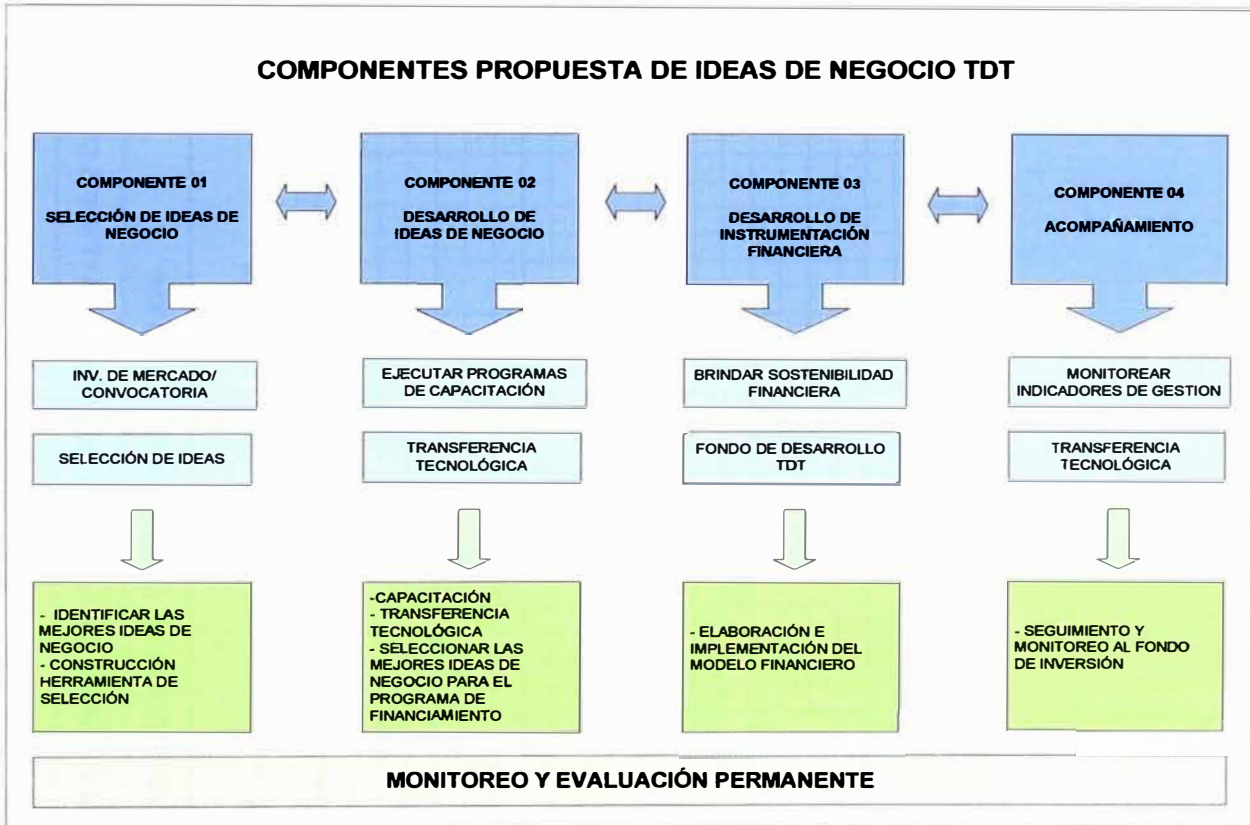 COMPONENTES PROPUESTA DE IDEAS DE NEGOCIO TDT
COMPONENTE 01
SELECCIÓN DE IDEAS DE
NEGOCIO
COMPONENTE 02
DESARROLLO DE
IDEAS DE NEGOCIO
COMPONENTE 03
DESARROLLO DE
INSTRUMENTACIÓN
FINANCIERA
COMPONENTE 04
ACOMPAÑAMIENTO
INV. DE MERCADO/
CONVOCATORIA
EJECUTAR PROGRAMAS
DE CAPACITACIÓN
BRINDAR SOSTENIBILIDAD
FINANCIERA
MONITOREAR
INDICADORES DE GESTION
SELECCIÓN DE IDEAS
TRANSFERENCIA
TECNOLÓGICA
FONDO DE DESARROLLO
TDT
TRANSFERENCIA
TECNOLÓGICA
- IDENTIFICAR LAS
MEJORES IDEAS DE
NEGOCIO
- CONSTRUCCIÓN
HERRAMIENTA DE
SELECCIÓN
-CAPACITACIÓN
- TRANSFERENCIA
TECNOLÓGICA
- SELECCIONAR LAS
MEJORES IDEAS DE
NEGOCIO PARA EL
PROGRAMA DE
FINANCIAMIENTO
- ELABORACIÓN E
IMPLEMENTACIÓN DEL
MODELO FINANCIERO
- SEGUIMIENTO Y
MONITOREO AL FONDO
DE INVERSIÓN
MONITOREO Y EVALUACIÓN PERMANENTE